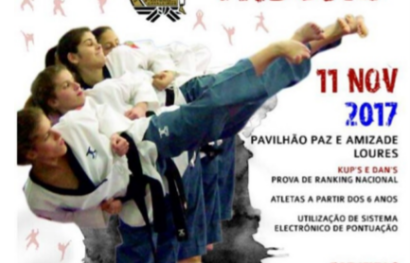 11 NOV
2017
PAVILHÃO PAZ E AMIZADE
LOURES
KUP'S E DAN'S
PROVA DE RANKING NACIONAL
ATLETAS A PARTIR DOS 6 ANOS
UTILIZAÇÃO DE SISTEMA
ELECTRÓNICO DE PONTUAÇÃO